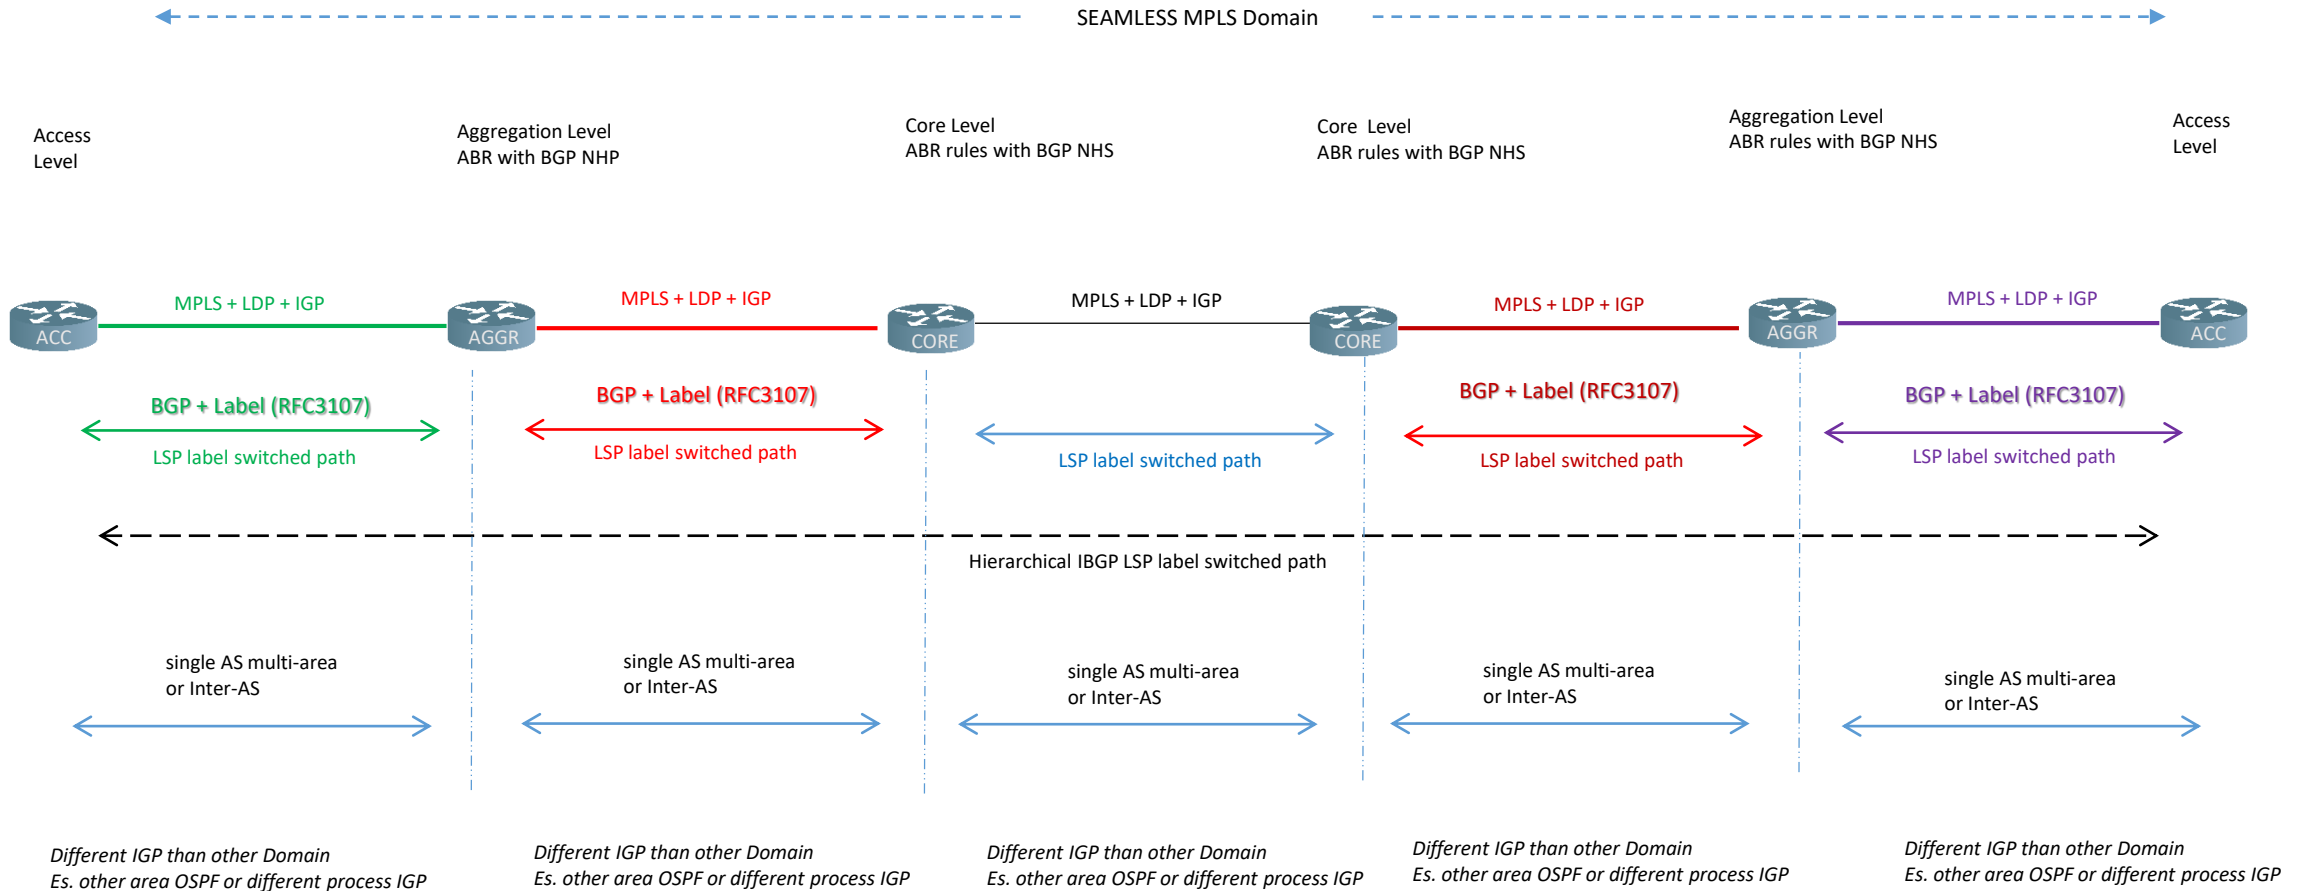 SEAMLESS MPLS Domain
Access
Level
Aggregation Level
ABR with BGP NHP
Core Level
ABR rules with BGP NHS
Core Level
ABR rules with BGP NHS
Aggregation Level
ABR rules with BGP NHS
Access
Level
MPLS + LDP + IGP
MPLS + LDP + IGP
MPLS + LDP + IGP
MPLS + LDP + IGP
MPLS + LDP + IGP
ACC
AGGR
CORE
CORE
AGGR
ACC
BGP + Label (RFC3107)
LSP label switched path
BGP + Label (RFC3107)
LSP label switched path
LSP label switched path
BGP + Label (RFC3107)
LSP label switched path
BGP + Label (RFC3107)
LSP label switched path
Hierarchical IBGP LSP label switched path
single AS multi-area
or Inter-AS
single AS multi-area
or Inter-AS
single AS multi-area
or Inter-AS
single AS multi-area
or Inter-AS
single AS multi-area
or Inter-AS
Different IGP than other Domain
Es. other area OSPF or different process IGP
Different IGP than other Domain
Es. other area OSPF or different process IGP
Different IGP than other Domain
Es. other area OSPF or different process IGP
Different IGP than other Domain
Es. other area OSPF or different process IGP
Different IGP than other Domain
Es. other area OSPF or different process IGP